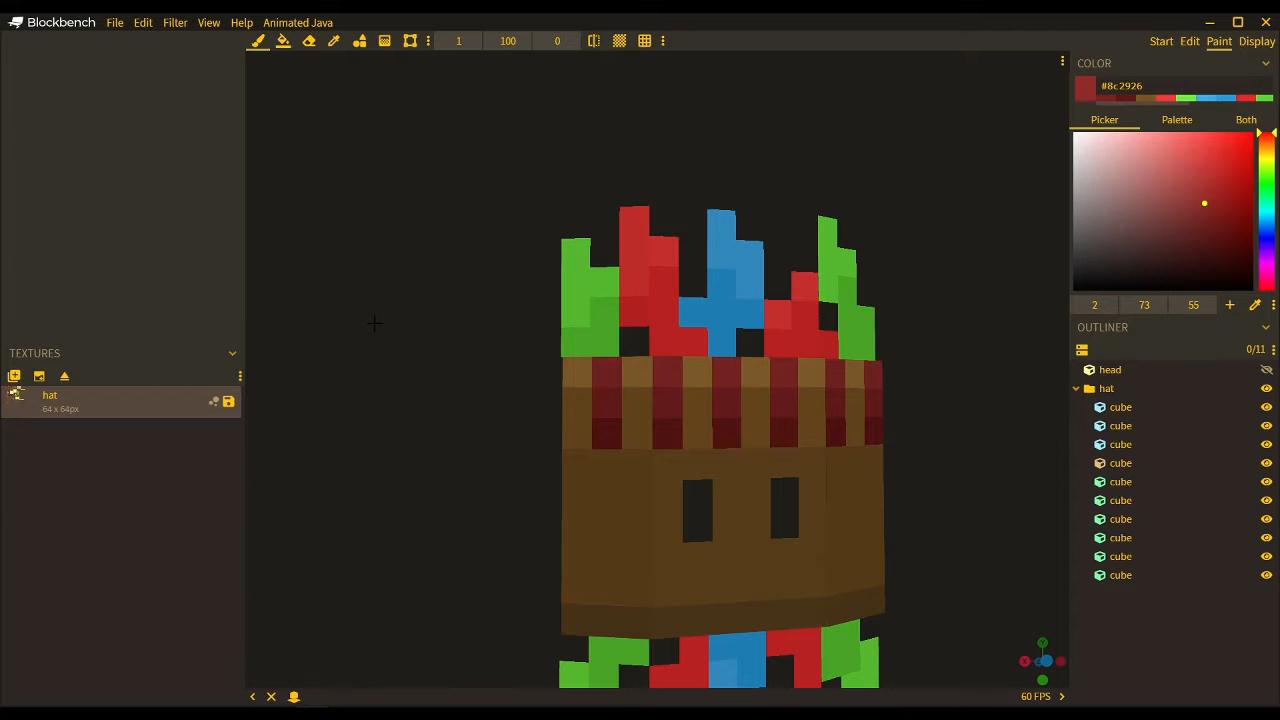 Blockbench File Edit Filter View Help Animated Java
1 100 0
Start Edit Paint Display
COLOR
#8c2926
Picker Palette Both
2 73 55
OUTLINER
0/11
head
hat
cube
cube
cube
cube
cube
cube
cube
cube
cube
cube
TEXTURES
hat
64 x 64px
60 FPS